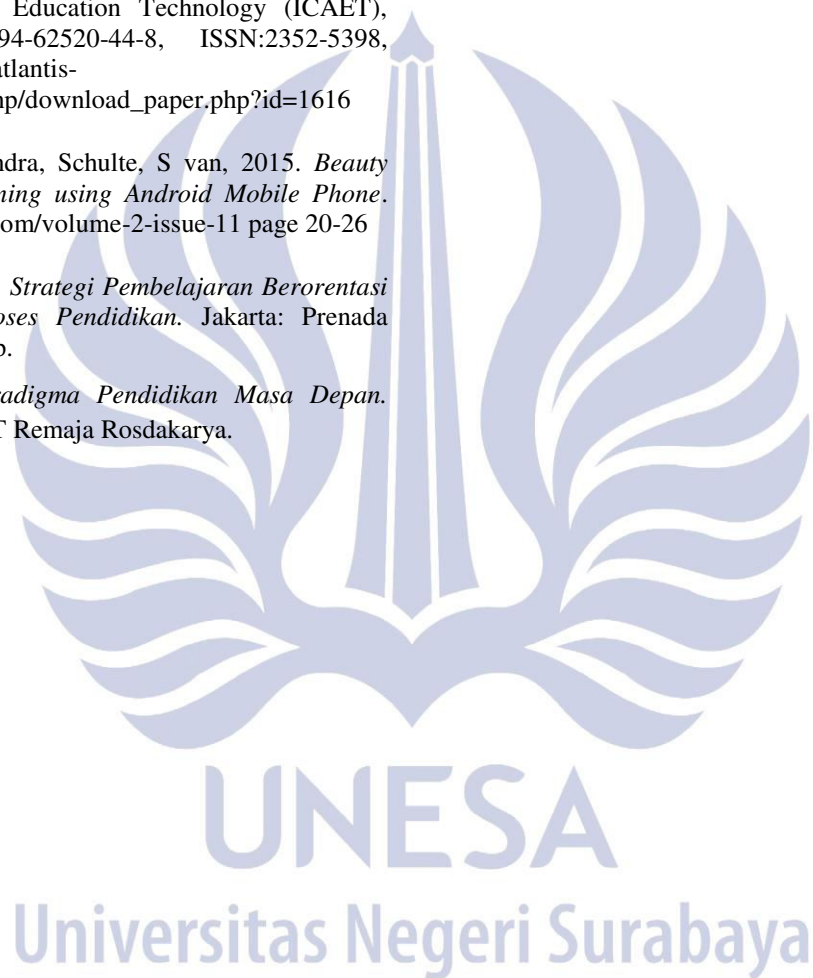 Education Technology (ICAET),
94-62520-44-8, ISSN:2352-5398,
atlantis-
np/download_paper.php?id=1616
ndra, Schulte, S van, 2015. Beauty
ning using Android Mobile Phone.
om/volume-2-issue-11 page 20-26
Strategi Pembelajaran Berorentasi
oses Pendidikan. Jakarta: Prenada
p.
radigma Pendidikan Masa Depan.
T Remaja Rosdakarya.
UNESA
Universitas Negeri Surabaya